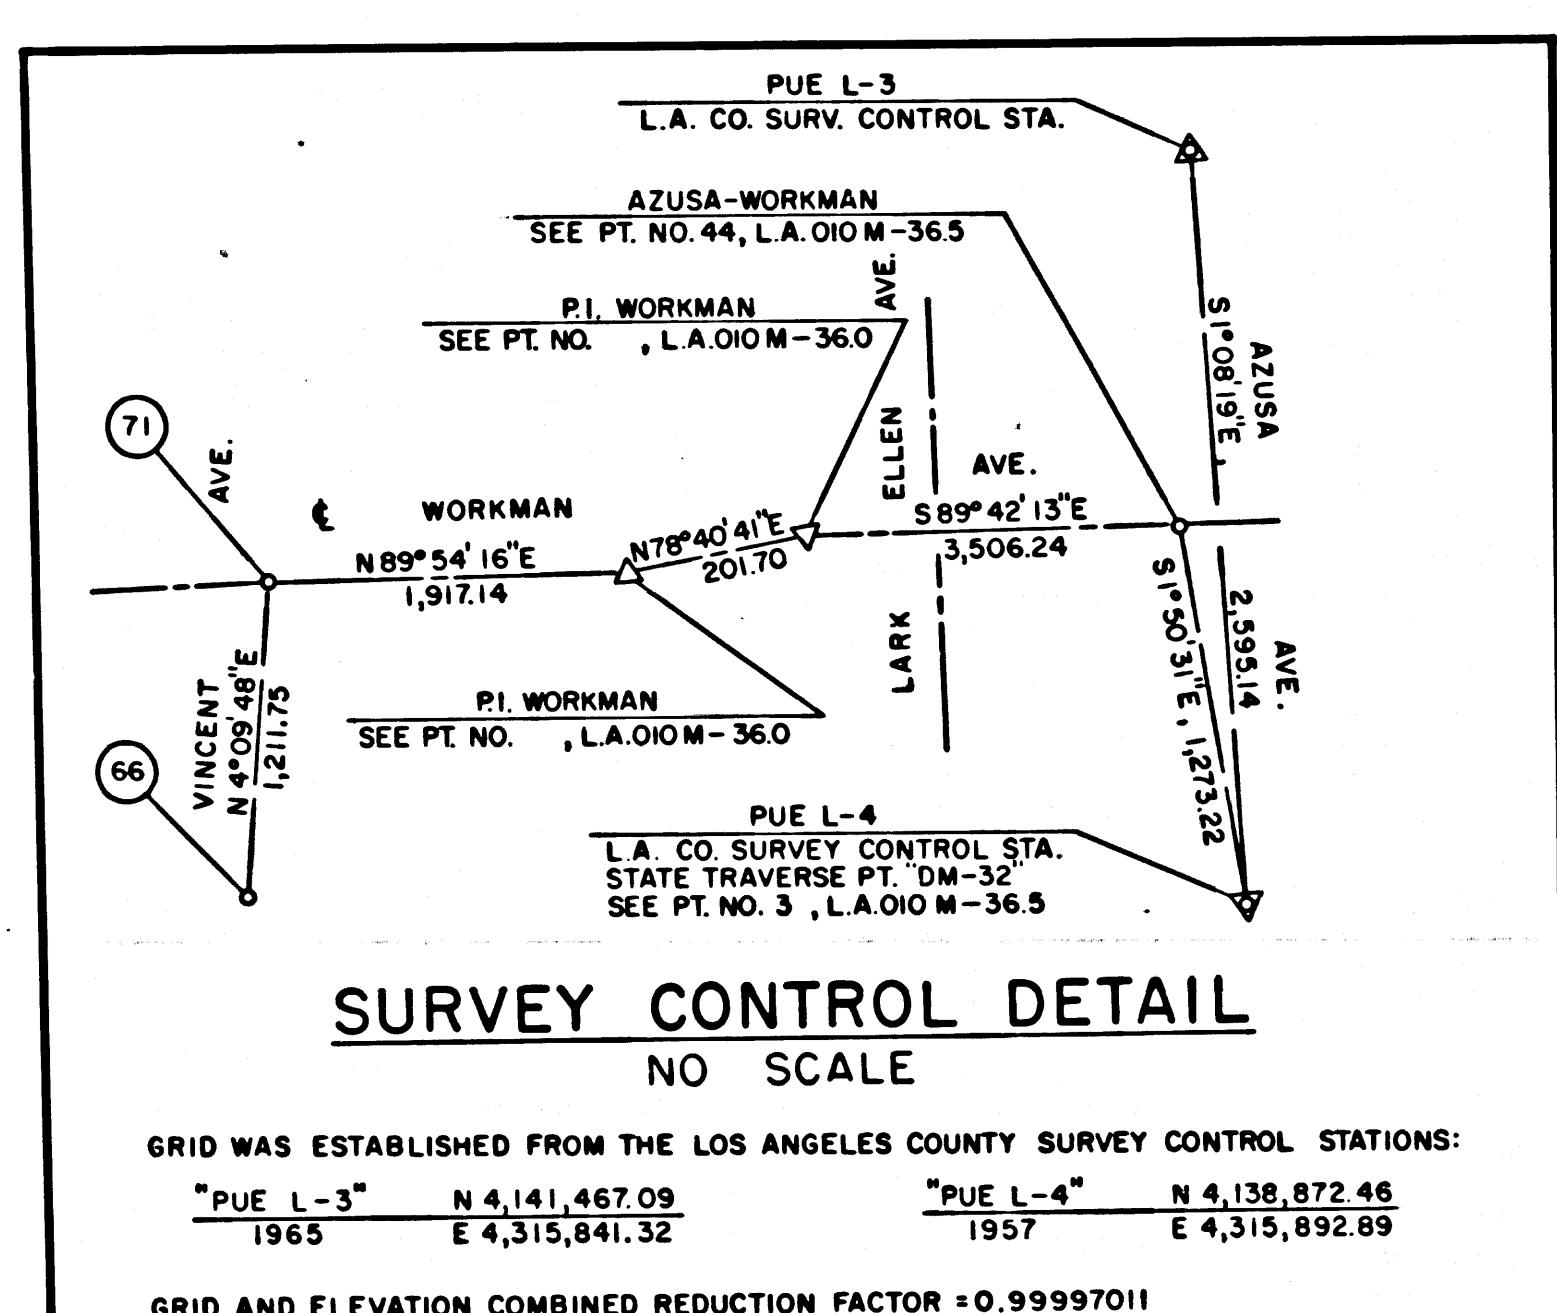 PUE L-3
L.A. CO. SURV. CONTROL STA.
AZUSA-WORKMAN
SEE PT. NO. 44, L.A. 010 M-36.5
AVE.
P.I. WORKMAN
SEE PT. NO. , L.A. 010 M-36.0
S 1° 08' 19" E,
AZUSA
71
AVE.
ELLEN
AVE.
℄ WORKMAN
N 89° 54' 16" E
1,917.14
N 78° 40' 41" E
201.70
S 89° 42' 13" E
3,506.24
S 1° 50' 31" E, 1,273.22
2,595.14
AVE.
LARK
VINCENT
N 4° 09' 48" E
1,211.75
P.I. WORKMAN
SEE PT. NO. , L.A. 010 M-36.0
66
PUE L-4
L.A. CO. SURVEY CONTROL STA.
STATE TRAVERSE PT. "DM-32"
SEE PT. NO. 3 , L.A. 010 M-36.5
SURVEY CONTROL DETAIL
NO SCALE
GRID WAS ESTABLISHED FROM THE LOS ANGELES COUNTY SURVEY CONTROL STATIONS:
"PUE L-3" N 4,141,467.09
1965 E 4,315,841.32
"PUE L-4" N 4,138,872.46
1957 E 4,315,892.89
GRID AND ELEVATION COMBINED REDUCTION FACTOR = 0.99997011